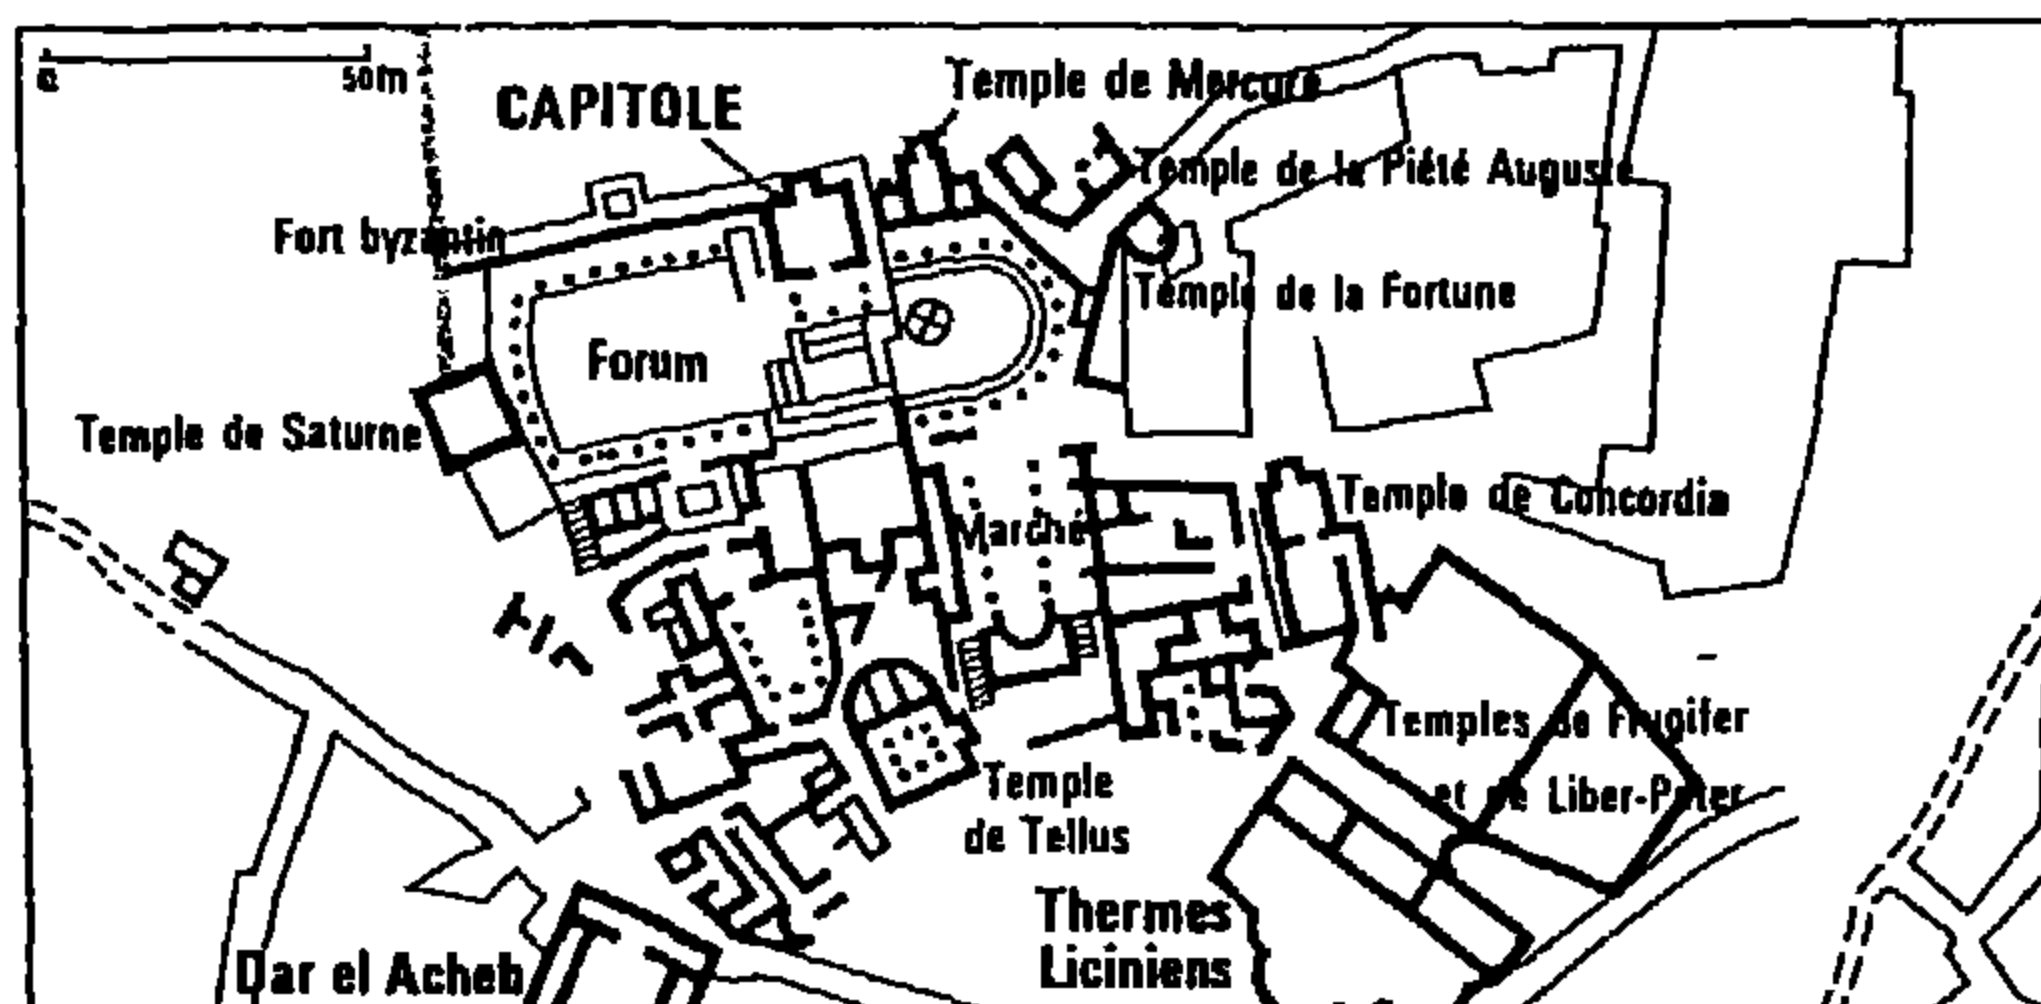 0 50m
CAPITOLE
Temple de Mercure
Temple de la Piété Auguste
Fort byzantin
Temple de la Fortune
Forum
Temple de Saturne
Temple de Concordia
Marché
Temples de Frugifer
et de Liber-Pater
Temple
de Tellus
Thermes
Liciniens
Dar el Acheb